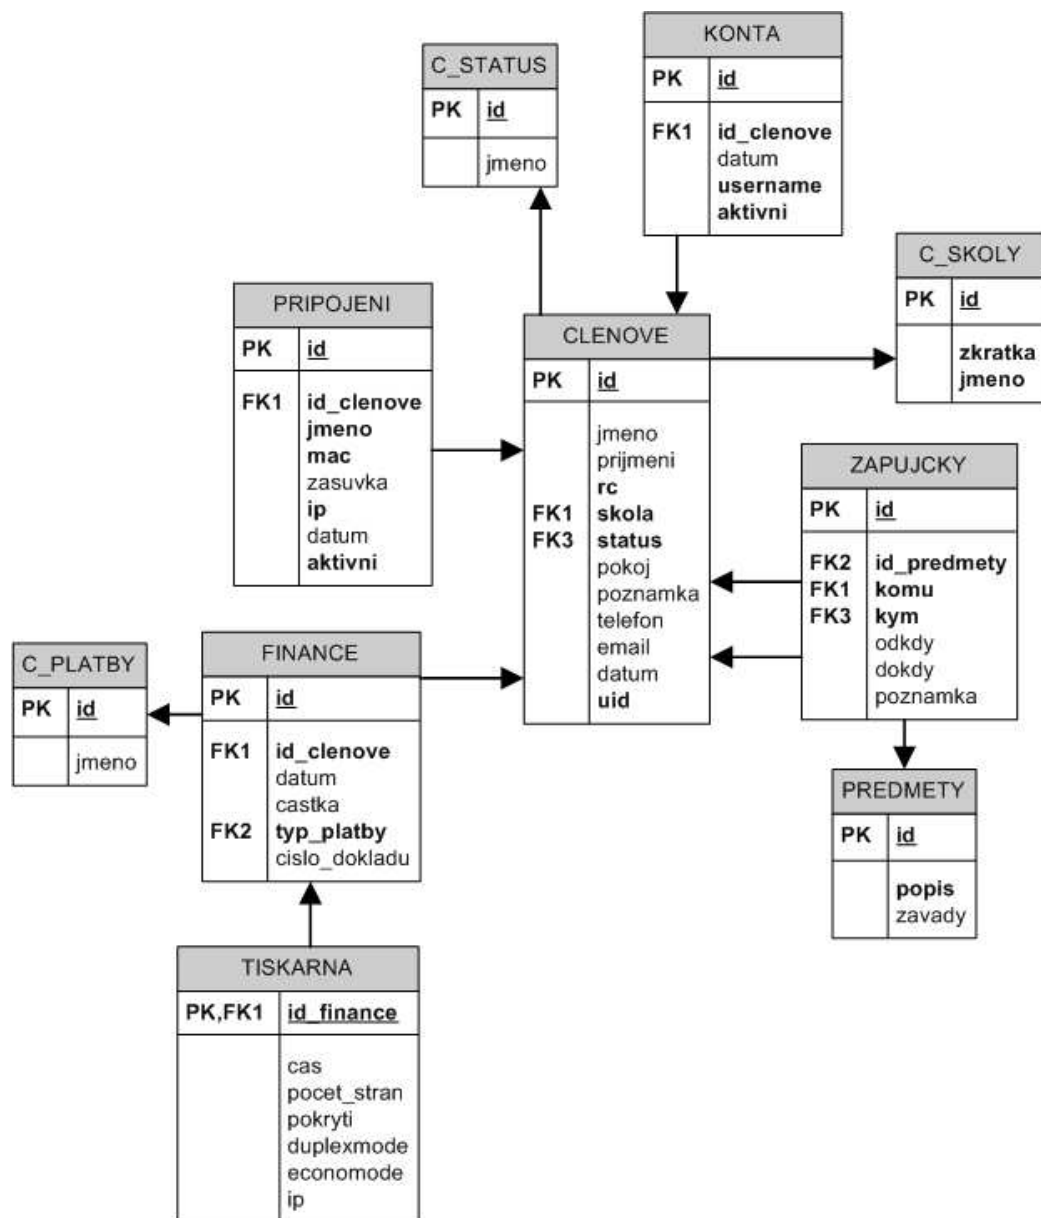 C_STATUS
PK id
jmeno
KONTA
PK id
FK1 id_clenove
datum
username
aktivni
C_SKOLY
PK id
zkratka
jmeno
PRIPOJENI
PK id
FK1 id_clenove
jmeno
mac
zasuvka
ip
datum
aktivni
CLENOVE
PK id
jmeno
prijmeni
rc
FK1 skola
FK3 status
pokoj
poznamka
telefon
email
datum
uid
ZAPUJCKY
PK id
FK2 id_predmety
FK1 komu
FK3 kym
odkdy
dokdy
poznamka
C_PLATBY
PK id
jmeno
FINANCE
PK id
FK1 id_clenove
datum
castka
FK2 typ_platby
cislo_dokladu
PREDMETY
PK id
popis
zavady
TISKARNA
PK,FK1 id_finance
cas
pocet_stran
pokryti
duplexmode
economode
ip